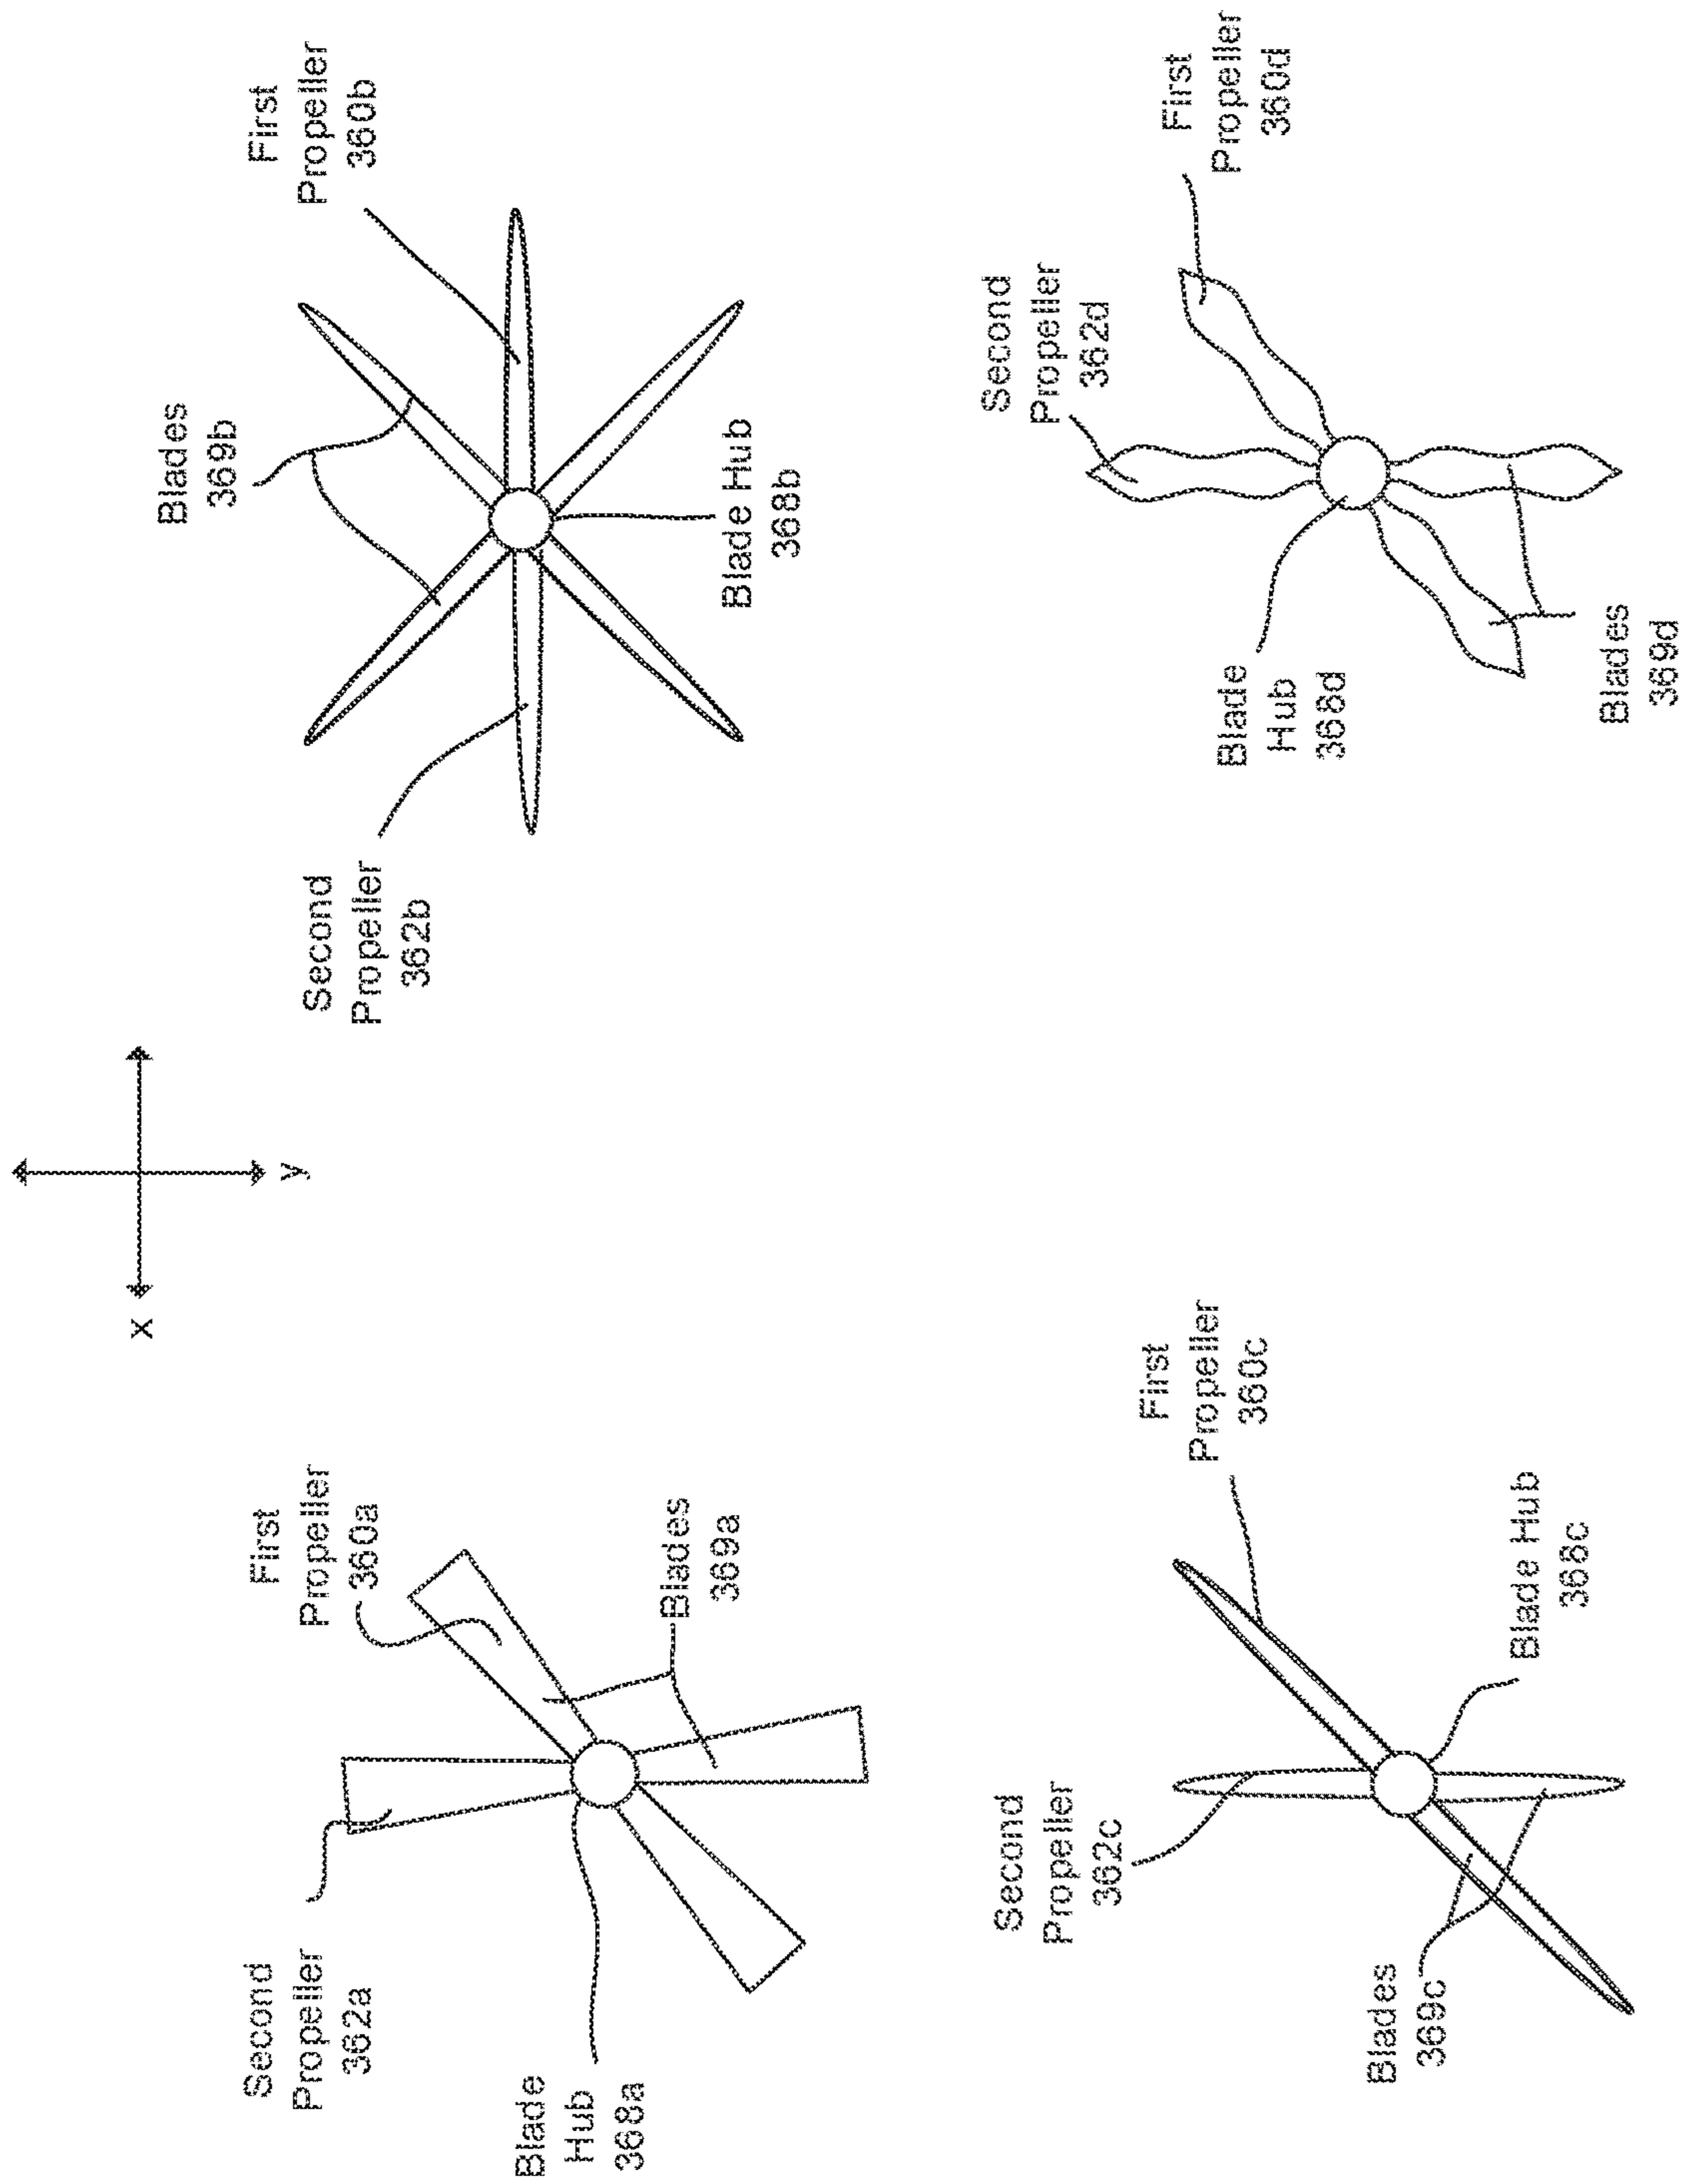 x
y
Second
Propeller
362a
First
Propeller
360a
Blade
Hub
368a
Blades
369a
Second
Propeller
362b
Blades
369b
First
Propeller
360b
Blade Hub
368b
Second
Propeller
362c
First
Propeller
360c
Blades
369c
Blade Hub
368c
Second
Propeller
362d
First
Propeller
360d
Blade
Hub
368d
Blades
369d